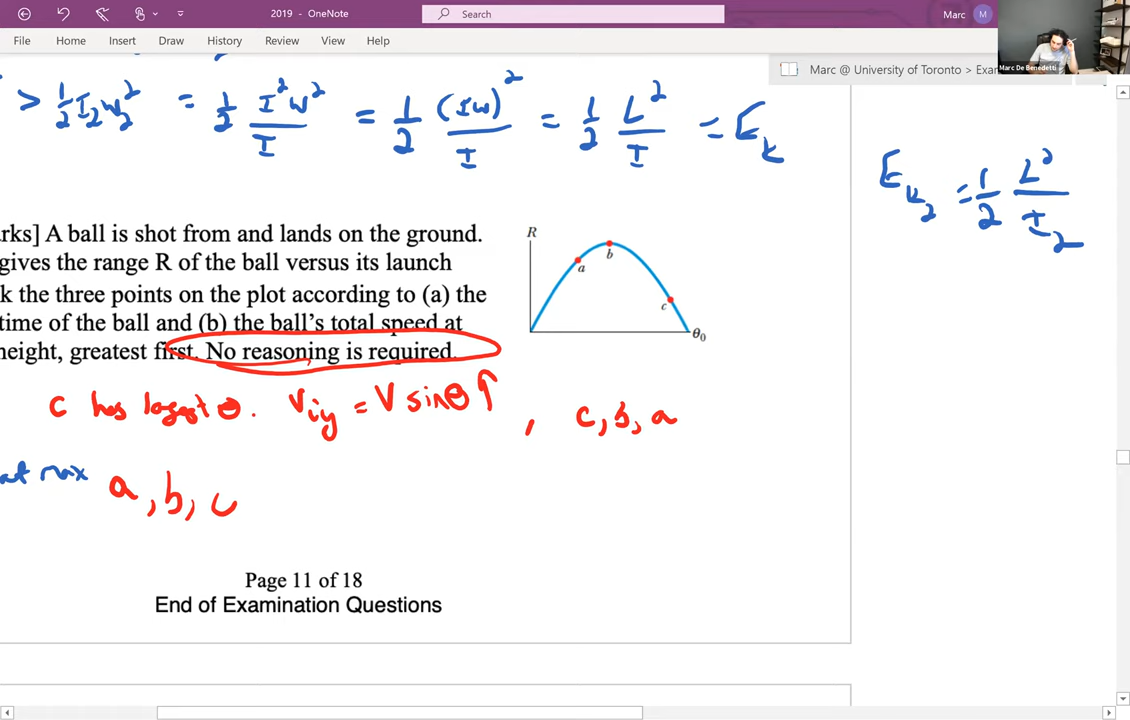 2019 - OneNote
Search
Marc
M
File Home Insert Draw History Review View Help
Marc De Benedetti
Marc @ University of Toronto > Exam
> 1/2 I₂W₂² = 1/2 I²W²/I = 1/2 (IW)²/I = 1/2 L²/I = E_k
E_k₂ = 1/2 L²/I₂
rks] A ball is shot from and lands on the ground.
gives the range R of the ball versus its launch
k the three points on the plot according to (a) the
time of the ball and (b) the ball's total speed at
height, greatest first. No reasoning is required.
R
a
b
c
θ₀
c has largest θ. V_iy = V sinθ ↑ , c, b, a
at max a, b, c
Page 11 of 18
End of Examination Questions